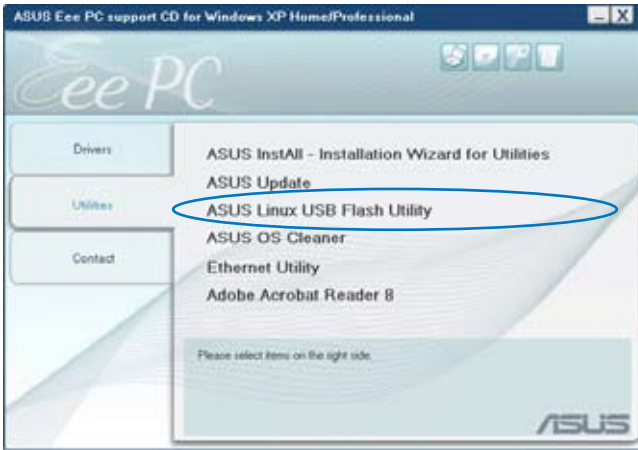 ASUS Eee PC support CD for Windows XP Home/Professional
Eee PC
Drivers
Utilities
Contact
ASUS InstAll - Installation Wizard for Utilities
ASUS Update
ASUS Linux USB Flash Utility
ASUS OS Cleaner
Ethernet Utility
Adobe Acrobat Reader 8
Please select items on the right side.
ASUS